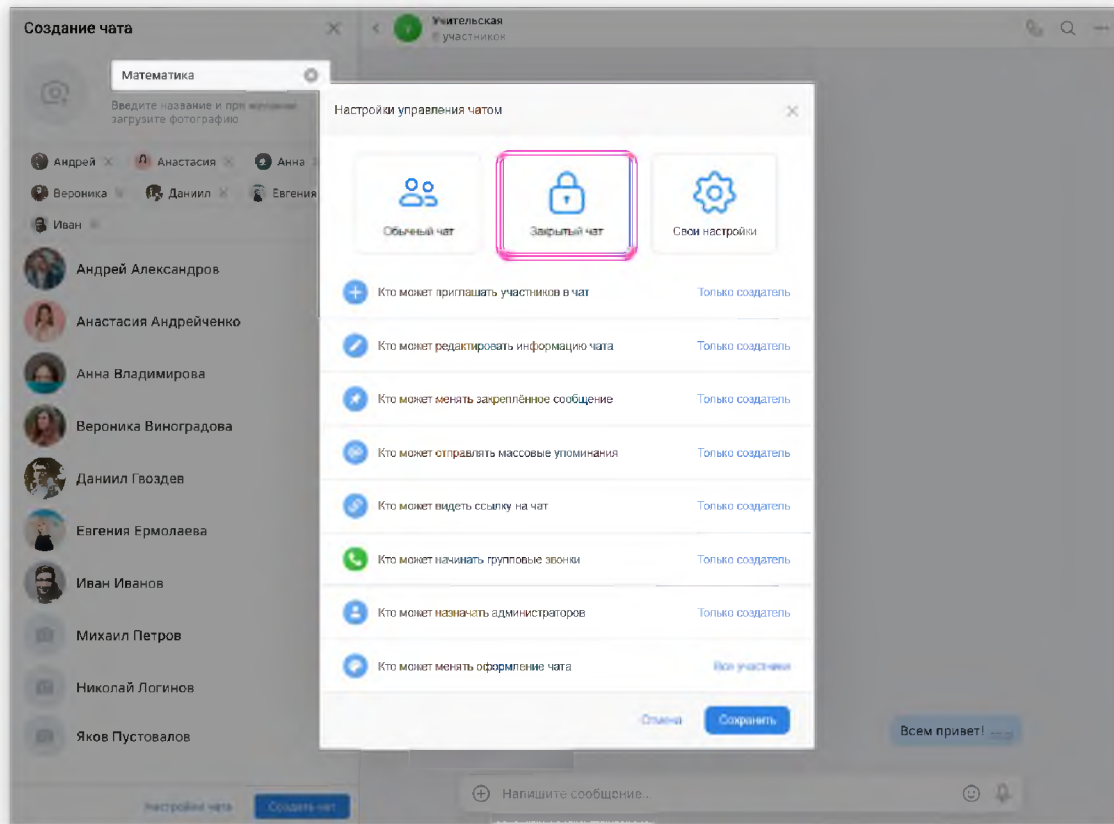 Создание чата
Математика
Введите название и при желании
загрузите фотографию
Андрей
Анастасия
Анна
Вероника
Даниил
Евгения
Иван
Андрей Александров
Анастасия Андрейченко
Анна Владимирова
Вероника Виноградова
Даниил Гвоздев
Евгения Ермолаева
Иван Иванов
Михаил Петров
Николай Логинов
Яков Пустовалов
Настройки чата
Создать чат
Учительская
участников
Настройки управления чатом
Обычный чат
Закрытый чат
Свои настройки
Кто может приглашать участников в чат
Только создатель
Кто может редактировать информацию чата
Только создатель
Кто может менять закреплённое сообщение
Только создатель
Кто может отправлять массовые упоминания
Только создатель
Кто может видеть ссылку на чат
Только создатель
Кто может начинать групповые звонки
Только создатель
Кто может назначать администраторов
Только создатель
Кто может менять оформление чата
Все участники
Отмена
Сохранить
Всем привет!
Напишите сообщение...